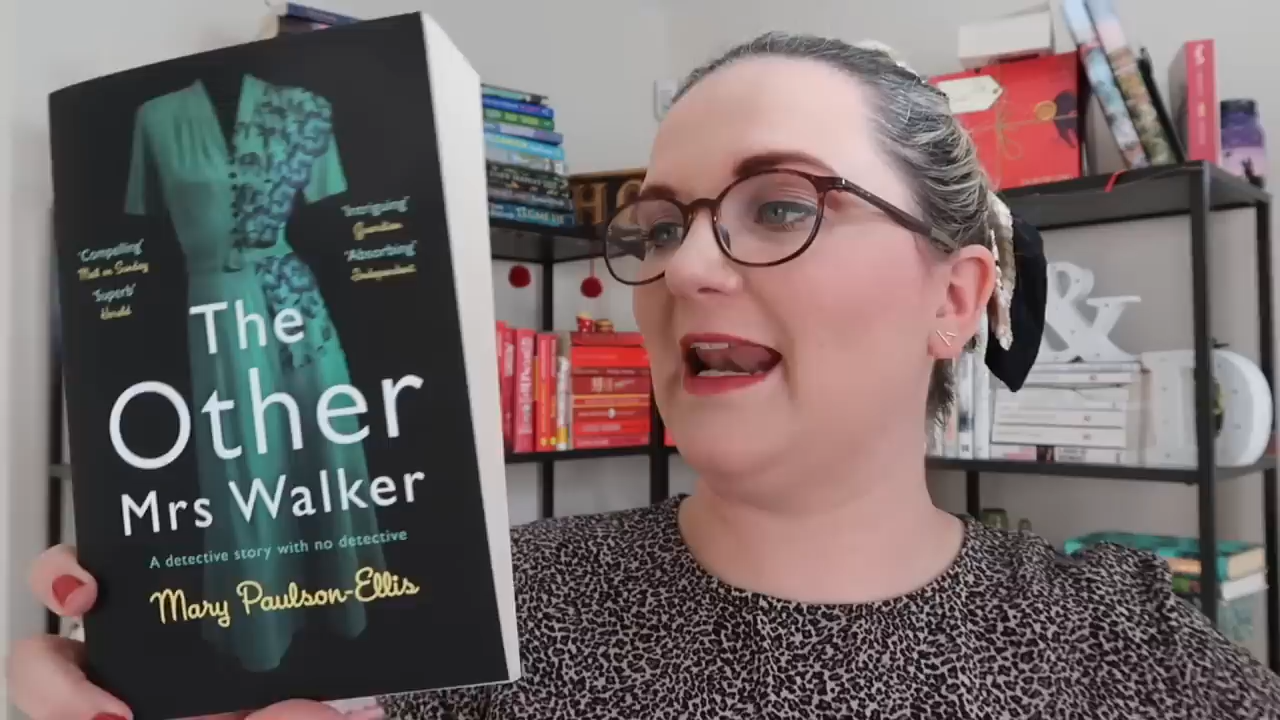 'Compelling'
Mail on Sunday
'Superb'
Herald
'Intriguing'
Guardian
'Absorbing'
Independent
The
Other
Mrs Walker
A detective story with no detective
Mary Paulson-Ellis
&